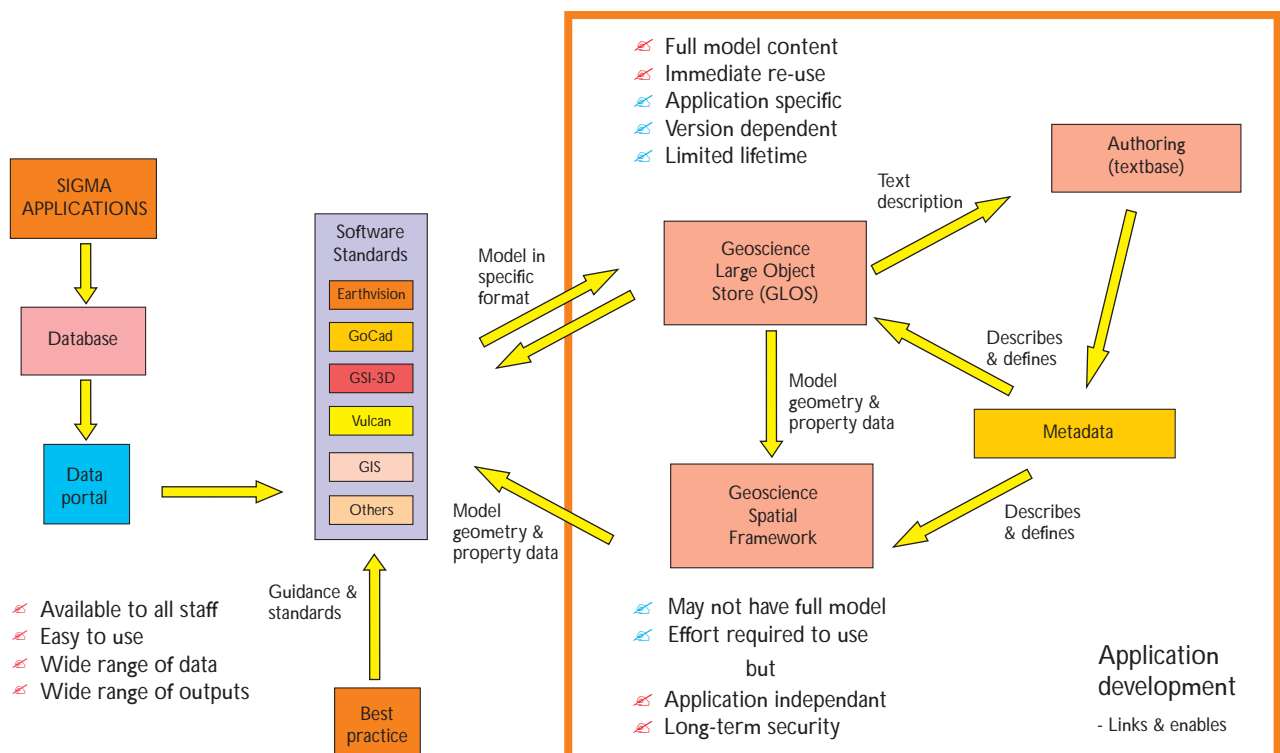 SIGMA
APPLICATIONS
Database
Data
portal
Available to all staff
Easy to use
Wide range of data
Wide range of outputs
Software
Standards
Earthvision
GoCad
GSI-3D
Vulcan
GIS
Others
Guidance &
standards
Best
practice
Model in
specific
format
Model
geometry &
property data
Full model content
Immediate re-use
Application specific
Version dependent
Limited lifetime
Geoscience
Large Object
Store (GLOS)
Text
description
Authoring
(textbase)
Describes
& defines
Metadata
Model
geometry &
property data
Geoscience
Spatial
Framework
Describes
& defines
May not have full model
Effort required to use
but
Application independant
Long-term security
Application
development
- Links & enables